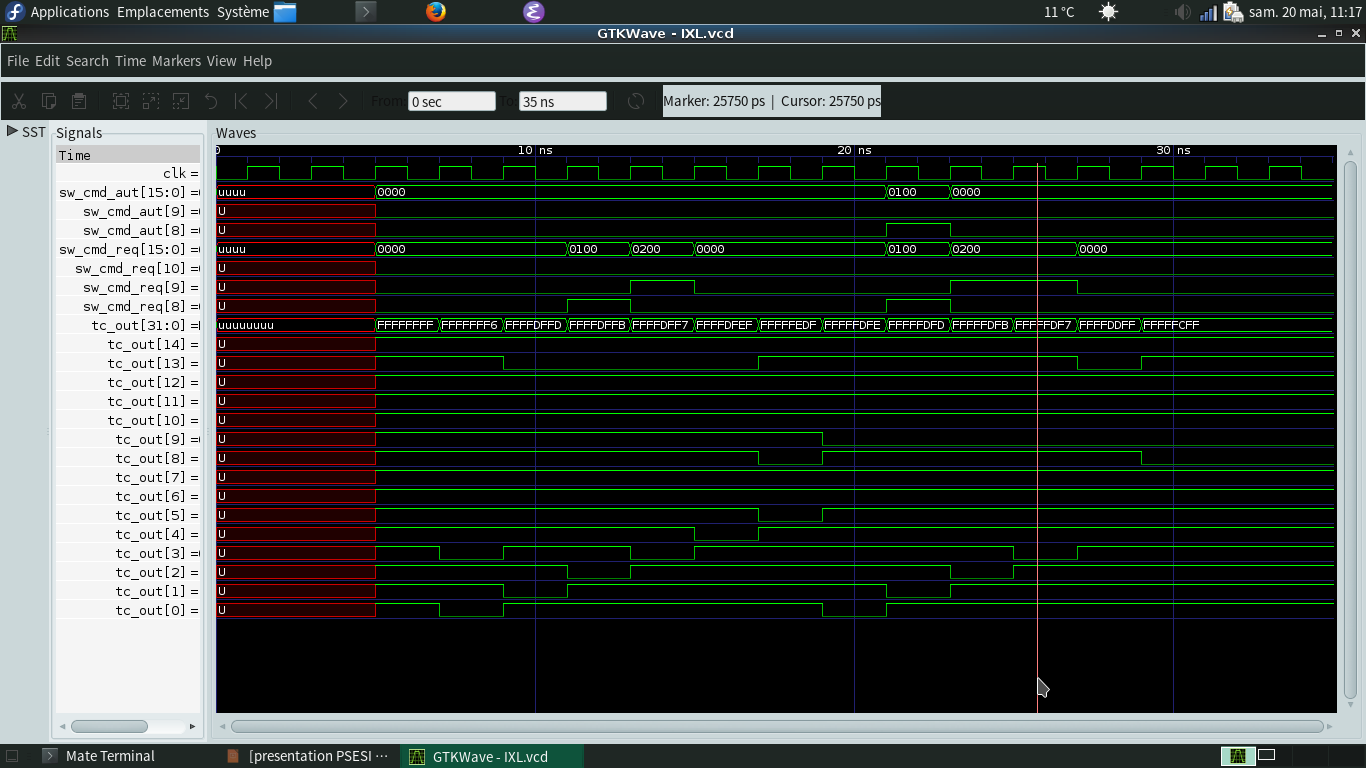 Applications Emplacements Système 11 °C sam. 20 mai, 11:17
GTKWave - IXL.vcd
File Edit Search Time Markers View Help
From: 0 sec To: 35 ns Marker: 25750 ps | Cursor: 25750 ps
SST Signals Waves
Time 0 10 ns 20 ns 30 ns
clk =
sw_cmd_aut[15:0] = uuuu 0000 0100 0000
sw_cmd_aut[9] = U
sw_cmd_aut[8] = U
sw_cmd_req[15:0] = uuuu 0000 0100 0200 0000 0100 0200 0000
sw_cmd_req[10] = U
sw_cmd_req[9] = U
sw_cmd_req[8] = U
tc_out[31:0] = uuuuuuuu FFFFFFFF FFFFFFF6 FFFFDFFD FFFFDFFB FFFFDFF7 FFFFDFEF FFFFFEDF FFFFFDFE FFFFFDFD FFFFFDFB FFFFFDF7 FFFFDDFF FFFFFCFF
tc_out[14] = U
tc_out[13] = U
tc_out[12] = U
tc_out[11] = U
tc_out[10] = U
tc_out[9] = U
tc_out[8] = U
tc_out[7] = U
tc_out[6] = U
tc_out[5] = U
tc_out[4] = U
tc_out[3] = U
tc_out[2] = U
tc_out[1] = U
tc_out[0] = U
Mate Terminal [presentation PSESI ··· GTKWave - IXL.vcd